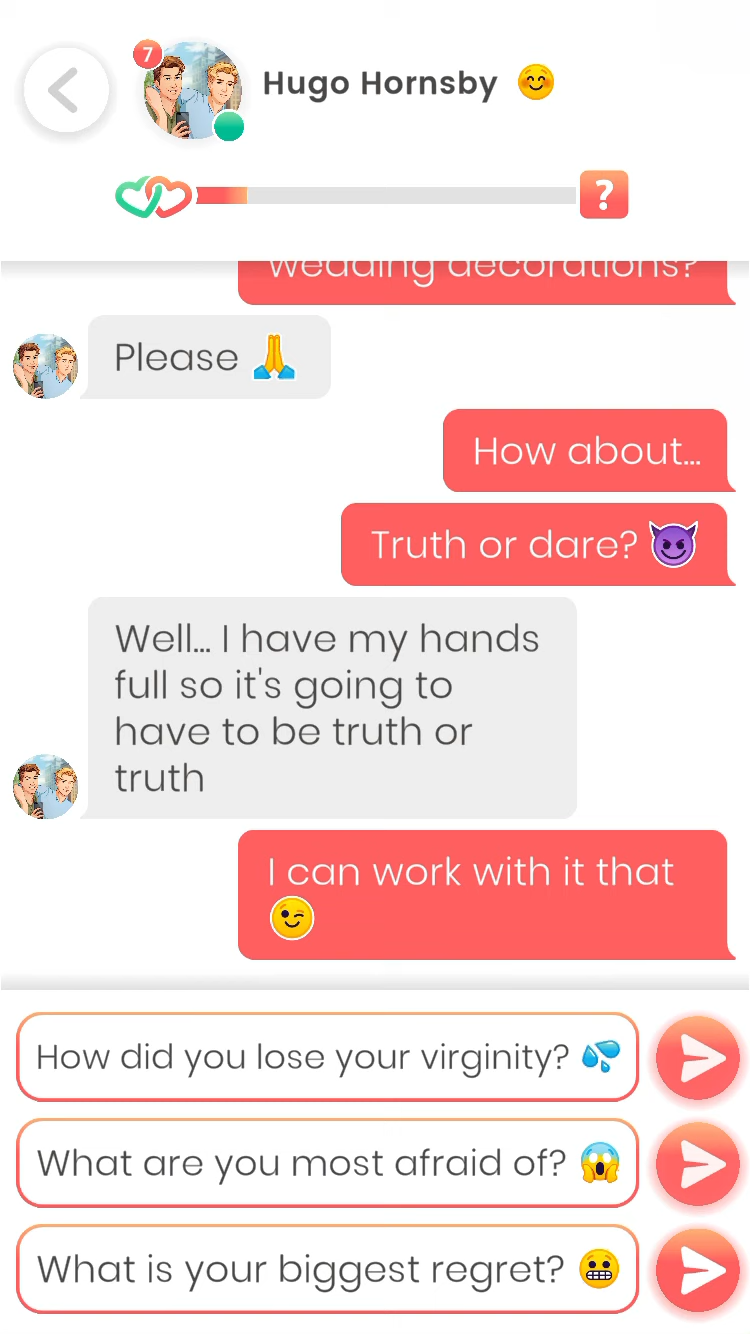 7
Hugo Hornsby 😊
?
wedding decorations?
Please 🙏
How about...
Truth or dare? 😈
Well... I have my hands
full so it's going to
have to be truth or
truth
I can work with it that
😉
How did you lose your virginity? 💦
What are you most afraid of? 😱
What is your biggest regret? 😬